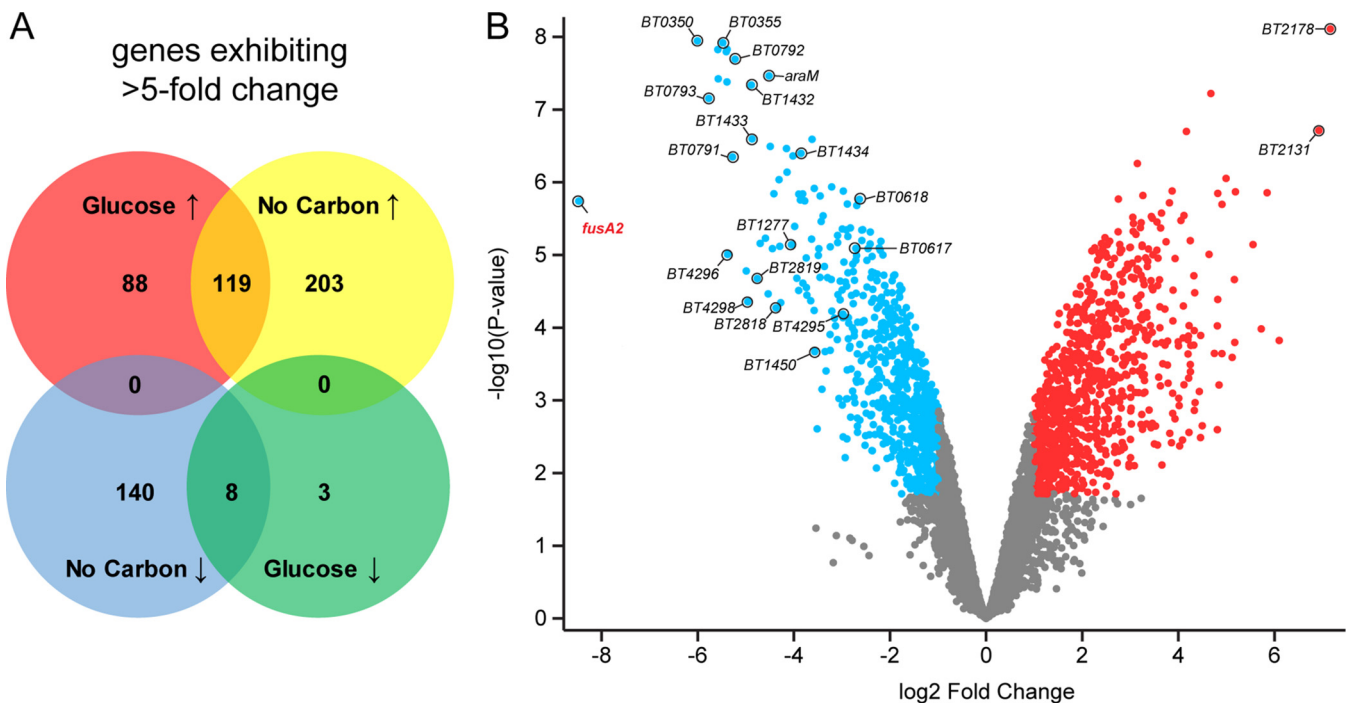 A
genes exhibiting
>5-fold change
Glucose ↑
No Carbon ↑
88
119
203
0
0
140
8
3
No Carbon ↓
Glucose ↓
B
BT0350
BT0355
BT2178
BT0792
araM
BT0793
BT1432
BT1433
BT2131
BT0791
BT1434
BT0618
fusA2
BT1277
BT0617
BT4296
BT2819
BT4298
BT2818
BT4295
BT1450
-log10(P-value)
8
7
6
5
4
3
2
1
0
-8
-6
-4
-2
0
2
4
6
log2 Fold Change